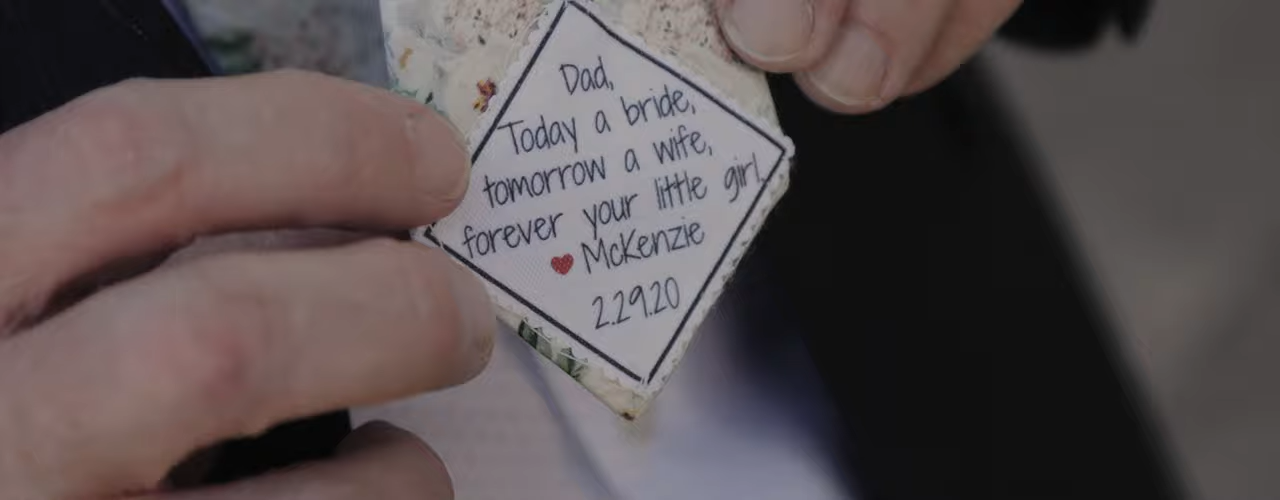 Dad,
Today a bride,
tomorrow a wife,
forever your little girl.
♥ McKenzie
2.29.20